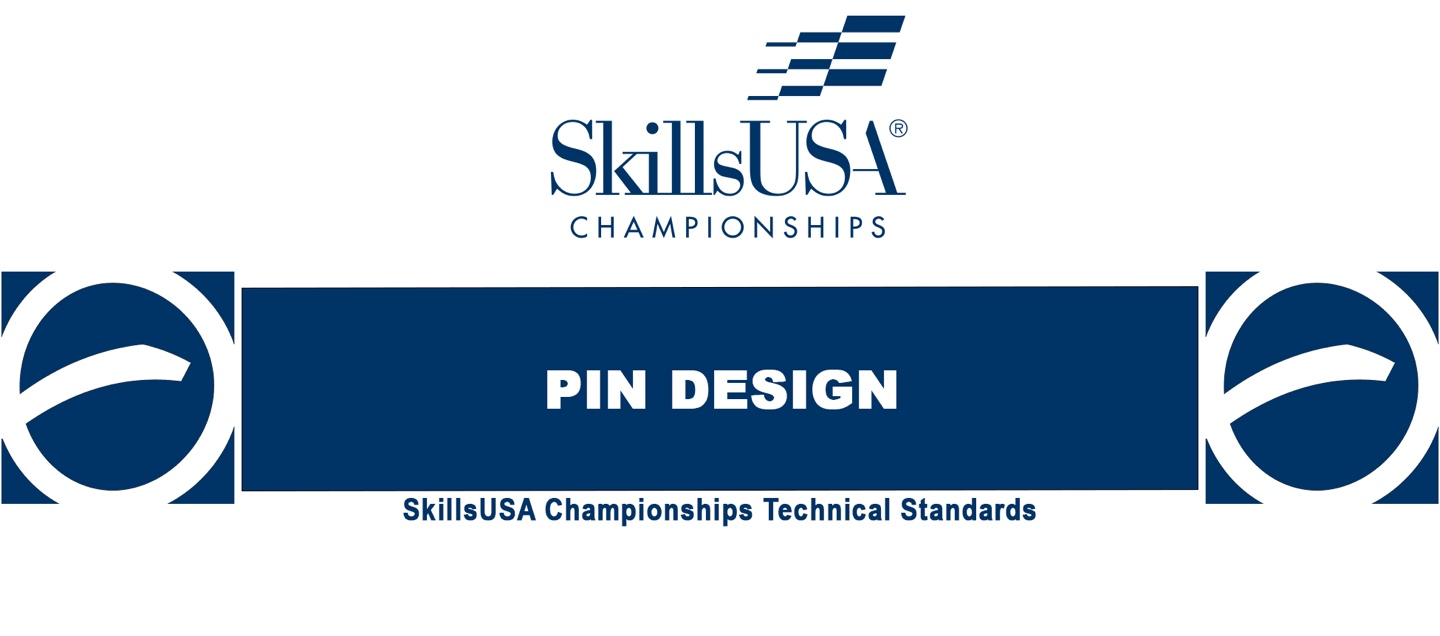 SkillsUSA®
CHAMPIONSHIPS
PIN DESIGN
SkillsUSA Championships Technical Standards